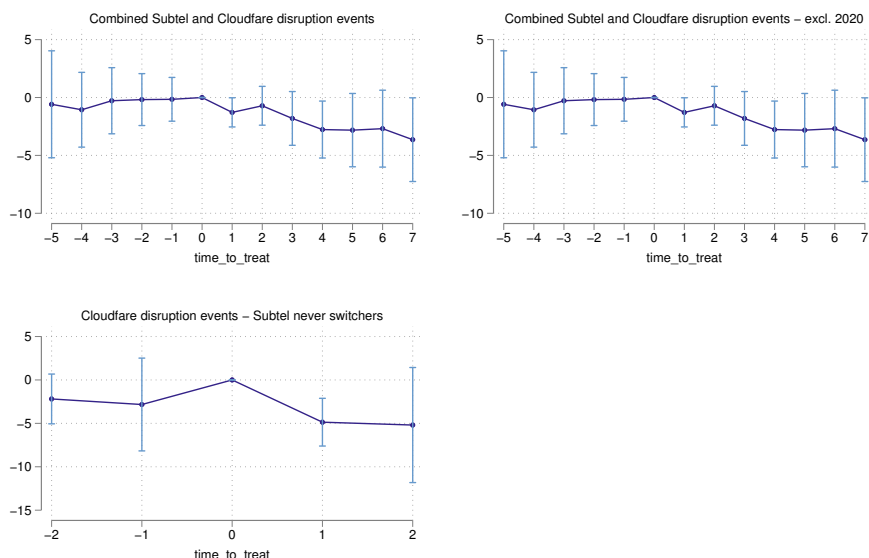 Combined Subtel and Cloudfare disruption events
5
0
−5
−10
−5 −4 −3 −2 −1 0 1 2 3 4 5 6 7
time_to_treat
Combined Subtel and Cloudfare disruption events − excl. 2020
5
0
−5
−10
−5 −4 −3 −2 −1 0 1 2 3 4 5 6 7
time_to_treat
Cloudfare disruption events − Subtel never switchers
5
0
−5
−10
−15
−2 −1 0 1 2
time_to_treat